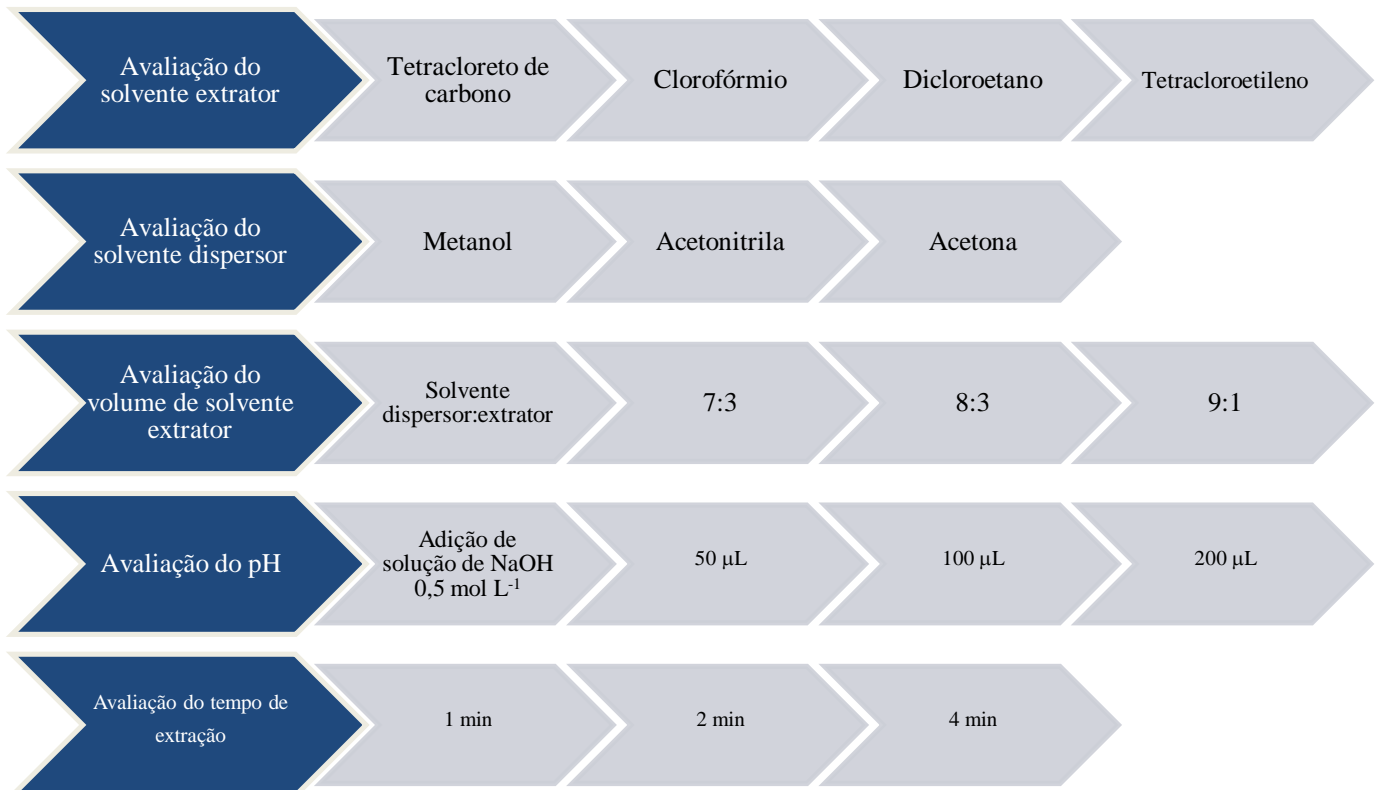 Avaliação do
solvente extrator
Tetracloreto de
carbono
Clorofórmio
Dicloroetano
Tetracloroetileno
Avaliação do
solvente dispersor
Metanol
Acetonitrila
Acetona
Avaliação do
volume de solvente
extrator
Solvente
dispersor:extrator
7:3
8:3
9:1
Avaliação do pH
Adição de
solução de NaOH
0,5 mol L-1
50 µL
100 µL
200 µL
Avaliação do tempo de
extração
1 min
2 min
4 min